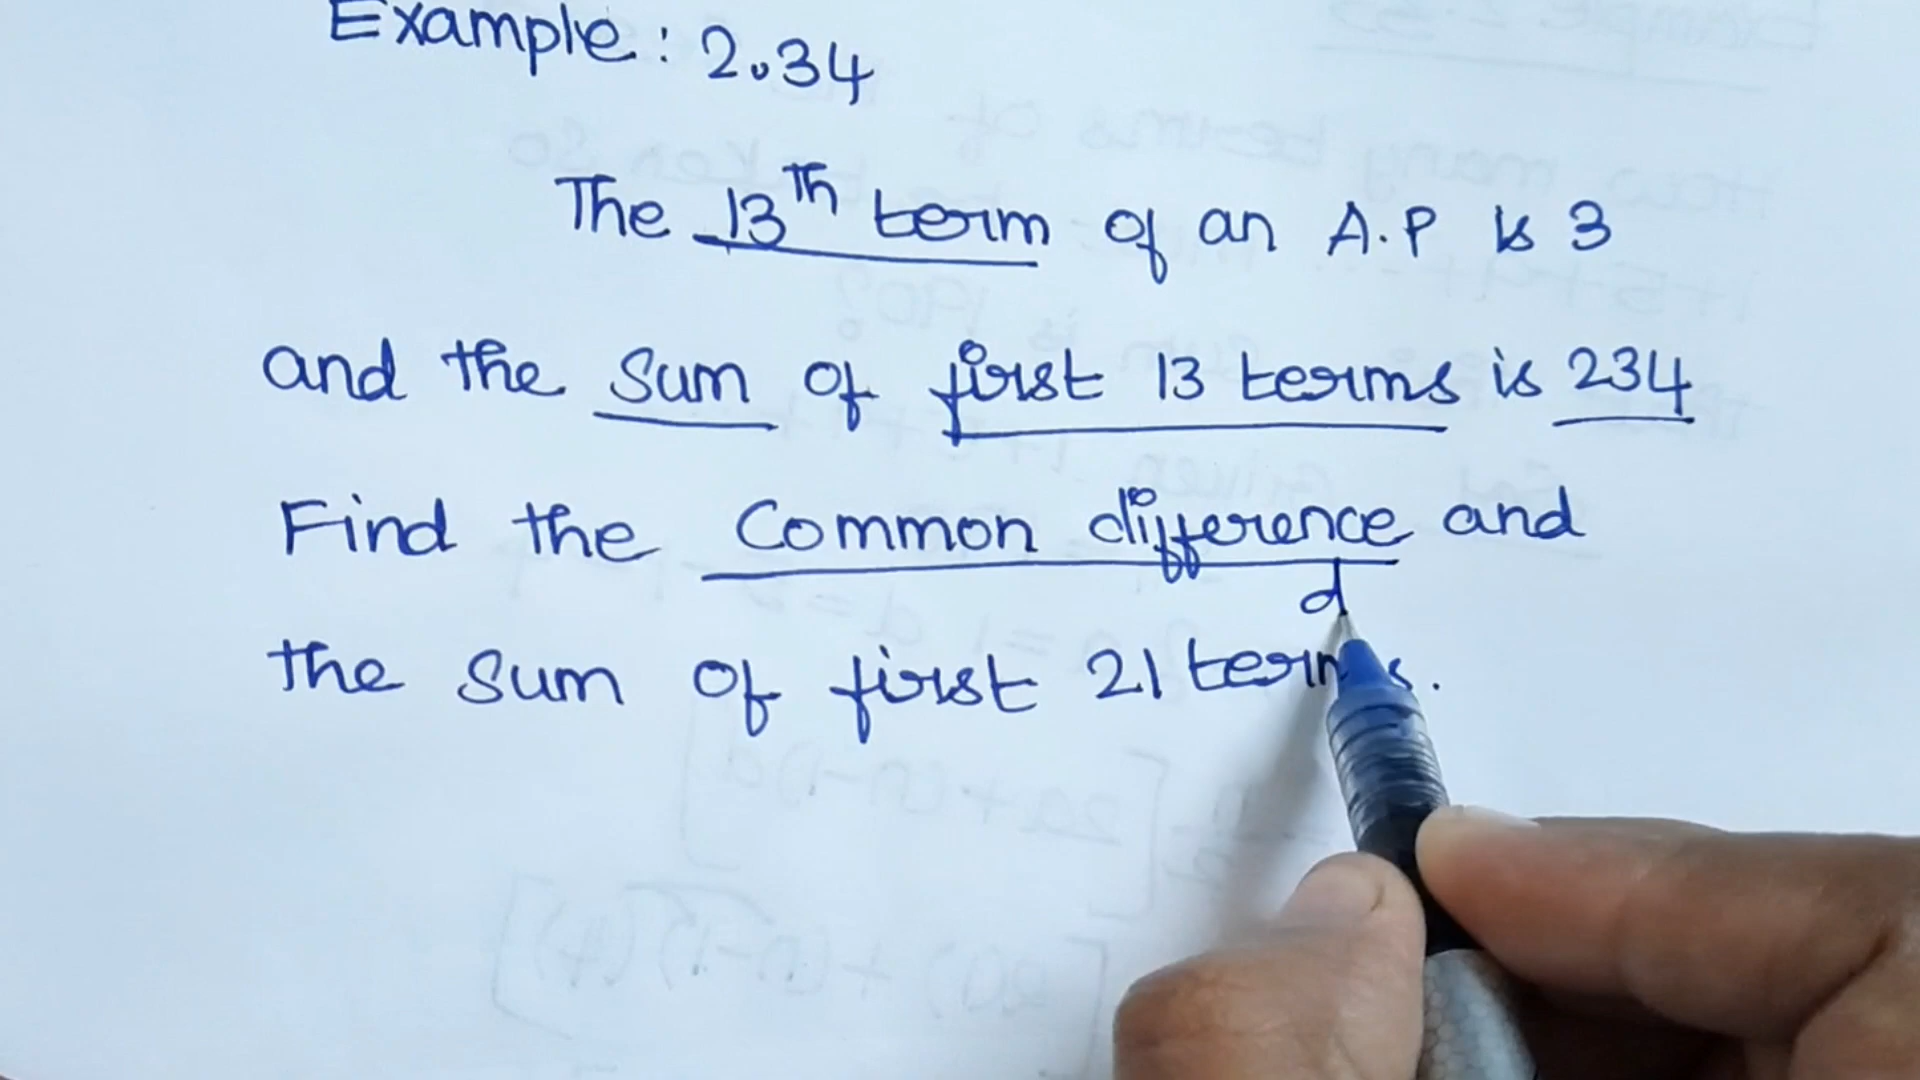 Example: 2.34
The 13Th term of an A.P is 3
and the Sum of first 13 terms is 234
Find the Common difference and
d
the Sum of first 21 terms.